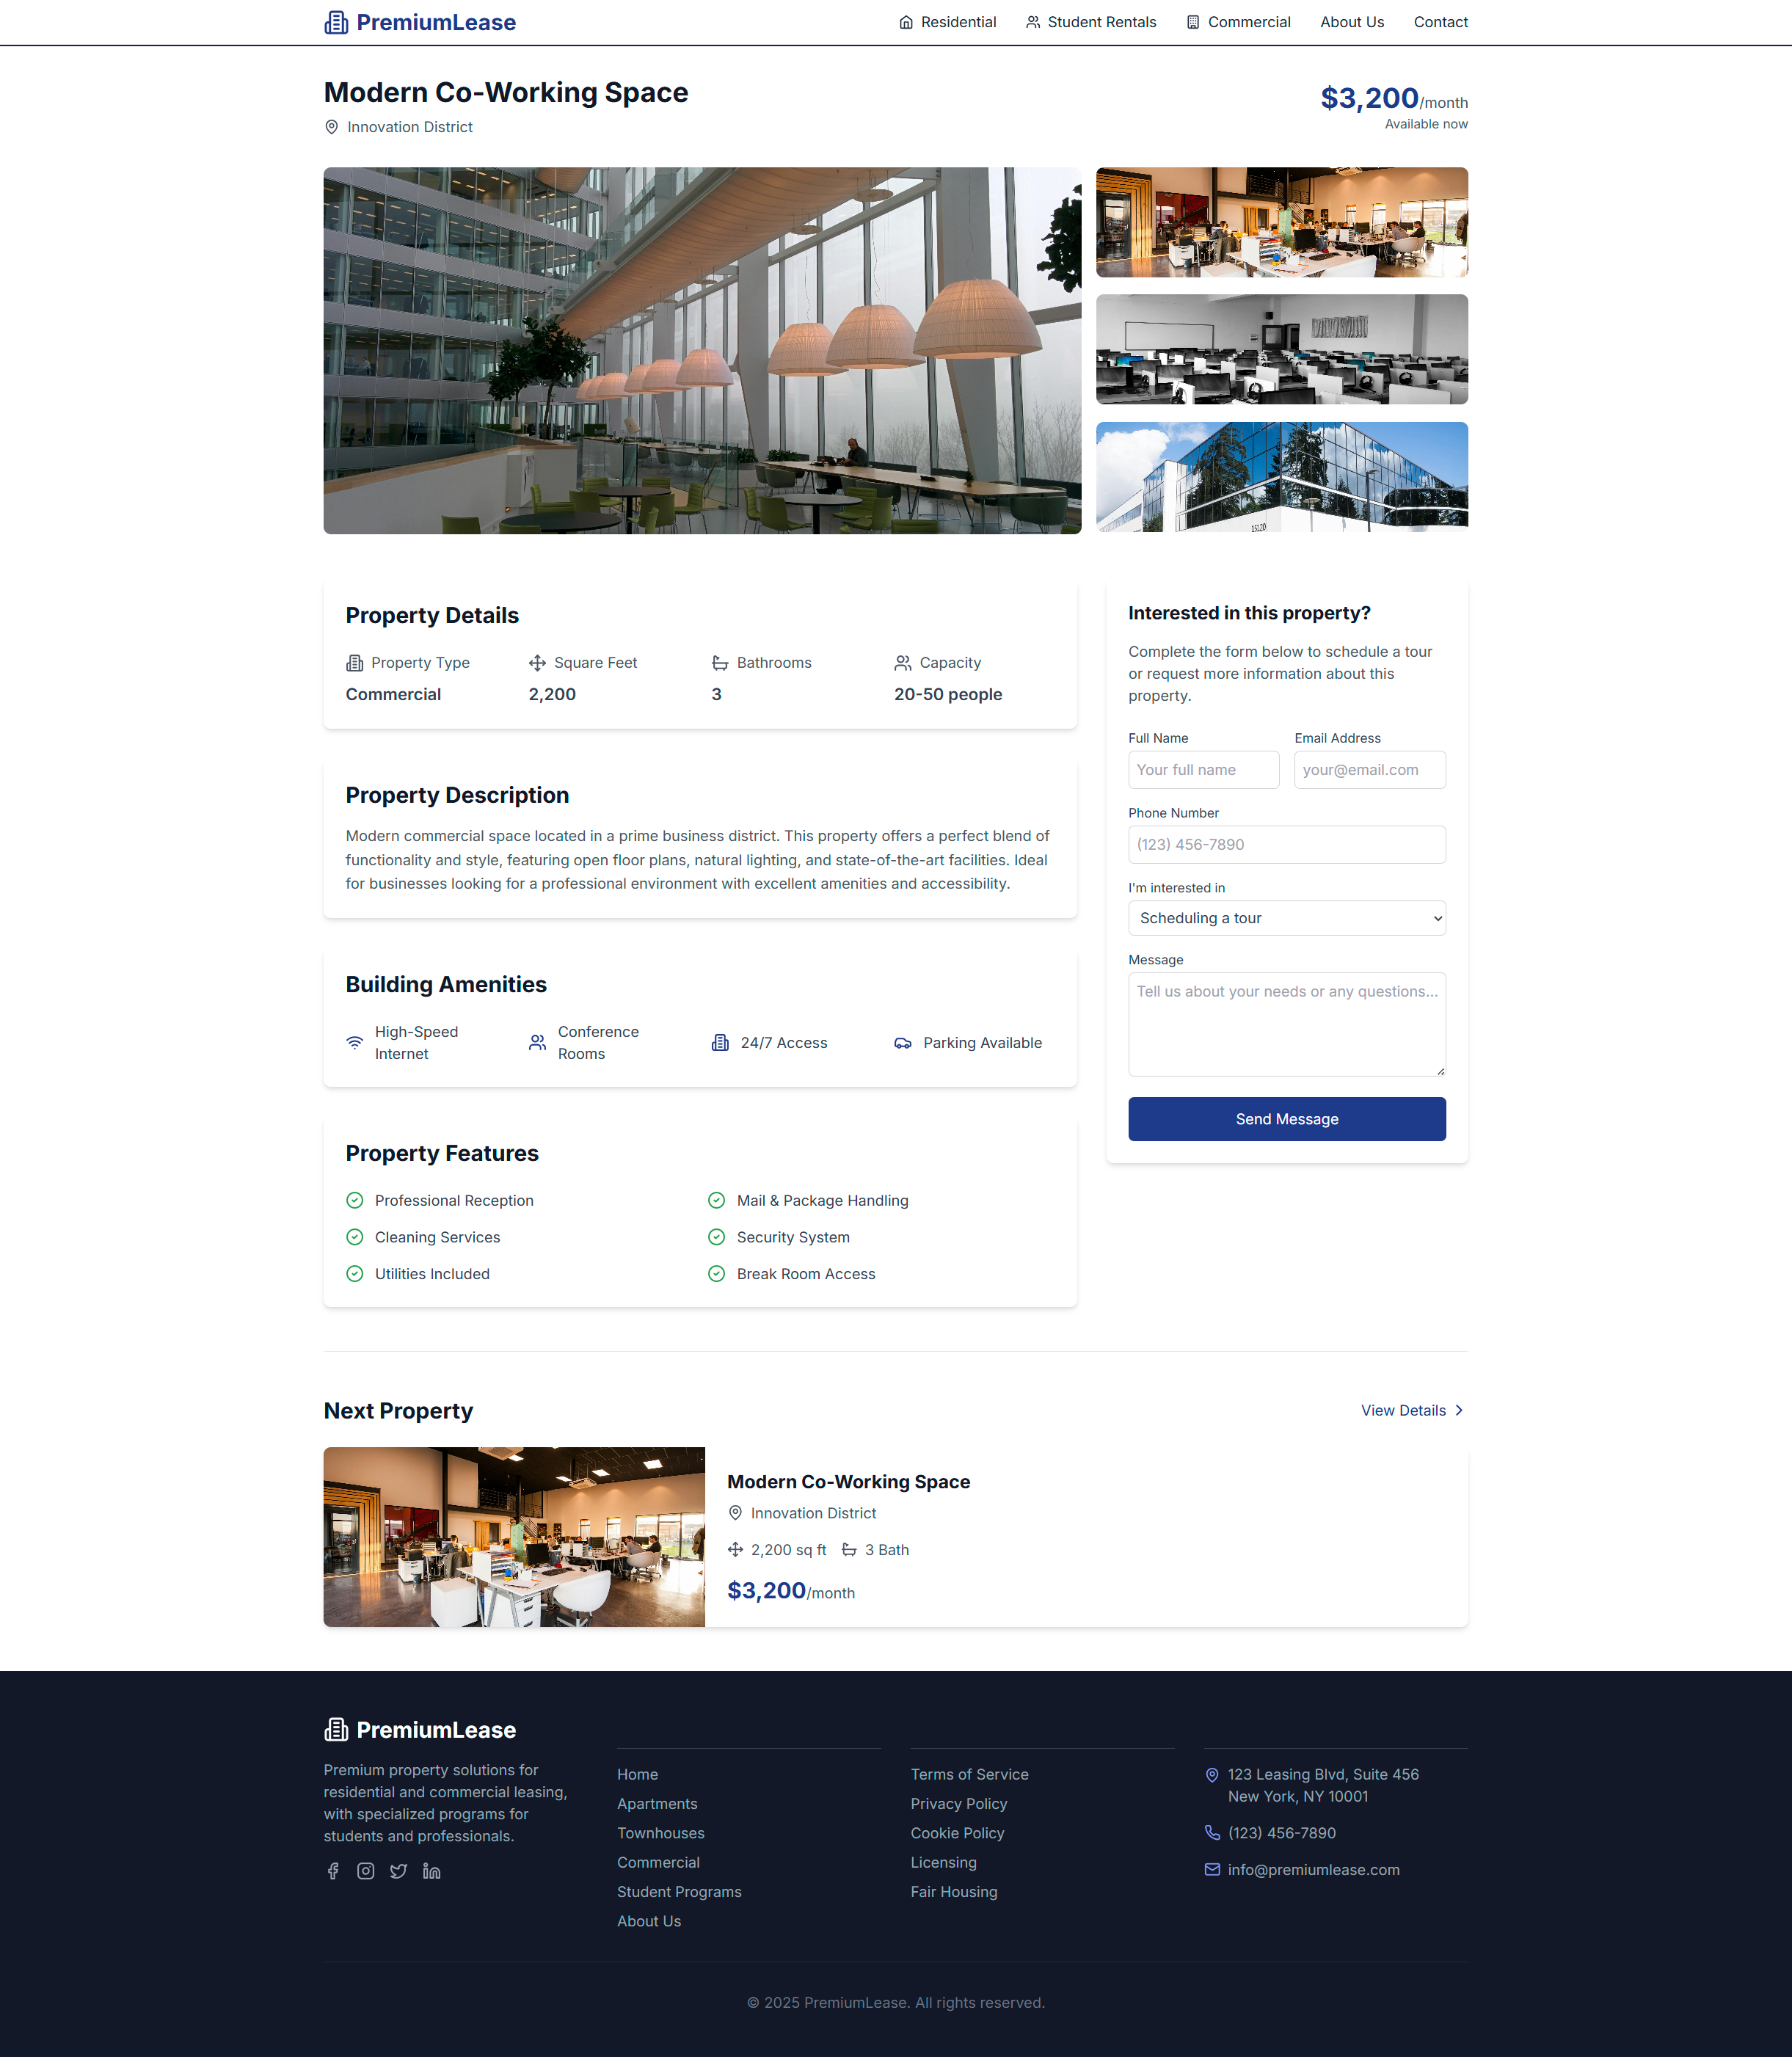 PremiumLease
Residential
Student Rentals
Commercial
About Us
Contact
Modern Co-Working Space
Innovation District
$3,200/month
Available now
15120
Property Details
Property Type
Square Feet
Bathrooms
Capacity
Commercial
2,200
3
20-50 people
Property Description
Modern commercial space located in a prime business district. This property offers a perfect blend of
functionality and style, featuring open floor plans, natural lighting, and state-of-the-art facilities. Ideal
for businesses looking for a professional environment with excellent amenities and accessibility.
Building Amenities
High-Speed
Internet
Conference
Rooms
24/7 Access
Parking Available
Property Features
Professional Reception
Mail & Package Handling
Cleaning Services
Security System
Utilities Included
Break Room Access
Interested in this property?
Complete the form below to schedule a tour
or request more information about this
property.
Full Name
Email Address
Your full name
your@email.com
Phone Number
(123) 456-7890
I'm interested in
Scheduling a tour
Message
Tell us about your needs or any questions...
Send Message
Next Property
View Details
Modern Co-Working Space
Innovation District
2,200 sq ft
3 Bath
$3,200/month
PremiumLease
Premium property solutions for
residential and commercial leasing,
with specialized programs for
students and professionals.
Home
Apartments
Townhouses
Commercial
Student Programs
About Us
Terms of Service
Privacy Policy
Cookie Policy
Licensing
Fair Housing
123 Leasing Blvd, Suite 456
New York, NY 10001
(123) 456-7890
info@premiumlease.com
© 2025 PremiumLease. All rights reserved.